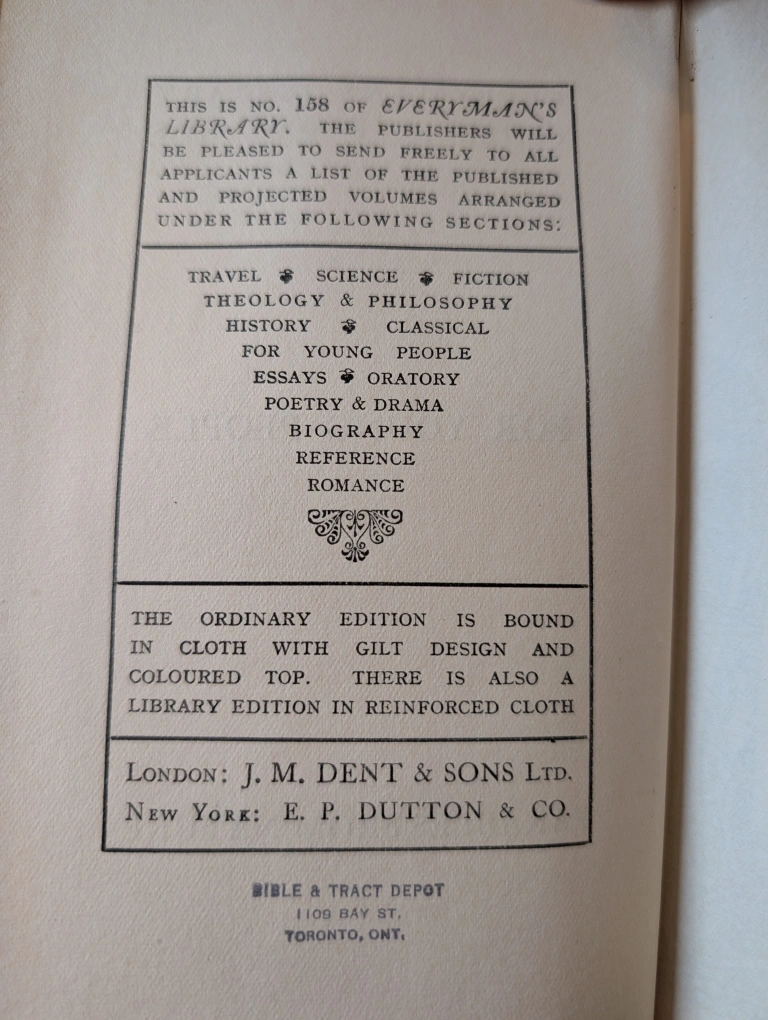 THIS IS NO. 158 OF EVERYMAN'S
LIBRARY. THE PUBLISHERS WILL
BE PLEASED TO SEND FREELY TO ALL
APPLICANTS A LIST OF THE PUBLISHED
AND PROJECTED VOLUMES ARRANGED
UNDER THE FOLLOWING SECTIONS:
TRAVEL SCIENCE FICTION
THEOLOGY & PHILOSOPHY
HISTORY CLASSICAL
FOR YOUNG PEOPLE
ESSAYS ORATORY
POETRY & DRAMA
BIOGRAPHY
REFERENCE
ROMANCE
THE ORDINARY EDITION IS BOUND
IN CLOTH WITH GILT DESIGN AND
COLOURED TOP. THERE IS ALSO A
LIBRARY EDITION IN REINFORCED CLOTH
LONDON: J. M. DENT & SONS LTD.
NEW YORK: E. P. DUTTON & CO.
BIBLE & TRACT DEPOT
1109 BAY ST.
TORONTO, ONT.